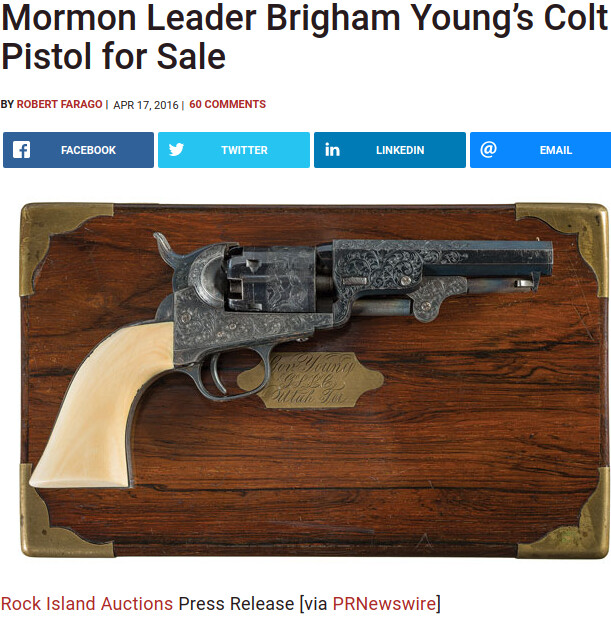 Mormon Leader Brigham Young’s Colt
Pistol for Sale
BY ROBERT FARAGO | APR 17, 2016 | 60 COMMENTS
FACEBOOK
TWITTER
LINKEDIN
@ EMAIL
Young
Utah Ter
Rock Island Auctions Press Release [via PRNewswire]